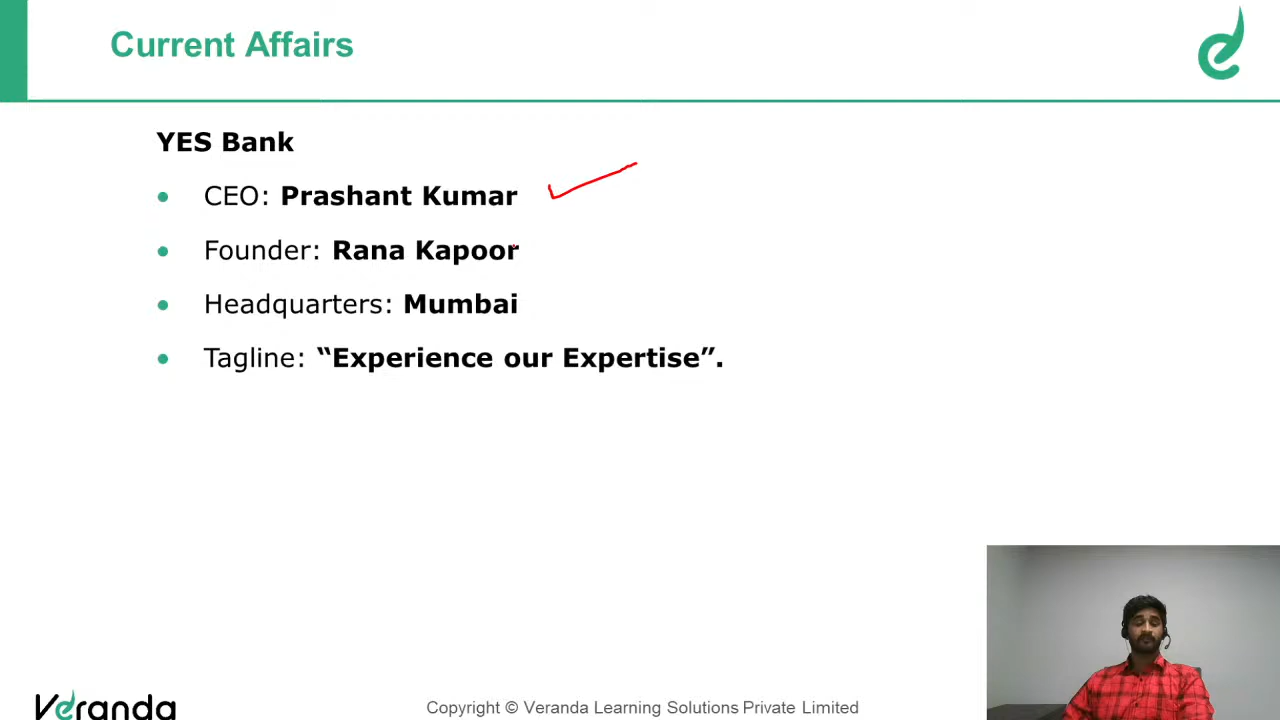 Current Affairs
YES Bank
• CEO: Prashant Kumar
• Founder: Rana Kapoor
• Headquarters: Mumbai
• Tagline: “Experience our Expertise”.
Veranda
Copyright © Veranda Learning Solutions Private Limited